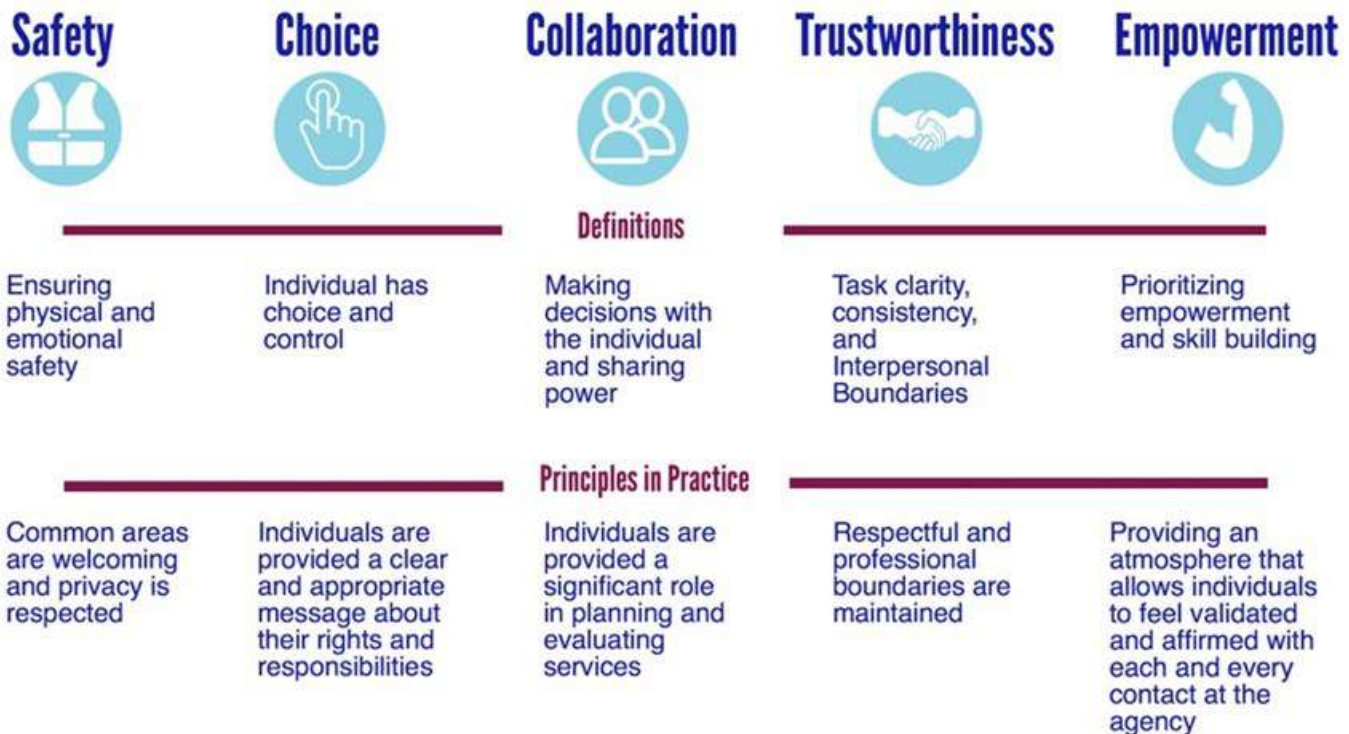 Safety
Choice
Collaboration
Trustworthiness
Empowerment
Definitions
Ensuring
physical and
emotional
safety
Individual has
choice and
control
Making
decisions with
the individual
and sharing
power
Task clarity,
consistency,
and
Interpersonal
Boundaries
Prioritizing
empowerment
and skill building
Principles in Practice
Common areas
are welcoming
and privacy is
respected
Individuals are
provided a clear
and appropriate
message about
their rights and
responsibilities
Individuals are
provided a
significant role
in planning and
evaluating
services
Respectful and
professional
boundaries are
maintained
Providing an
atmosphere that
allows individuals
to feel validated
and affirmed with
each and every
contact at the
agency